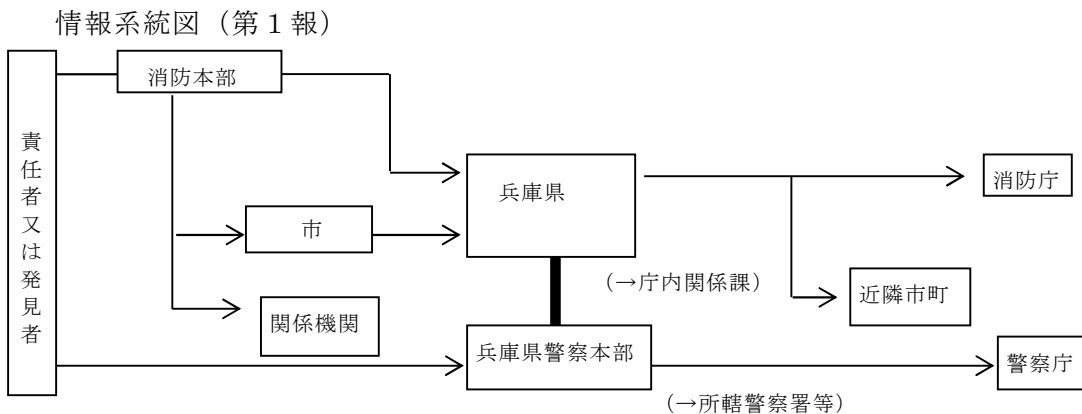 情報系統図（第１報）
消防本部
責任者又は発見者
兵庫県
消防庁
市
（→庁内関係課）
近隣市町
関係機関
兵庫県警察本部
警察庁
（→所轄警察署等）